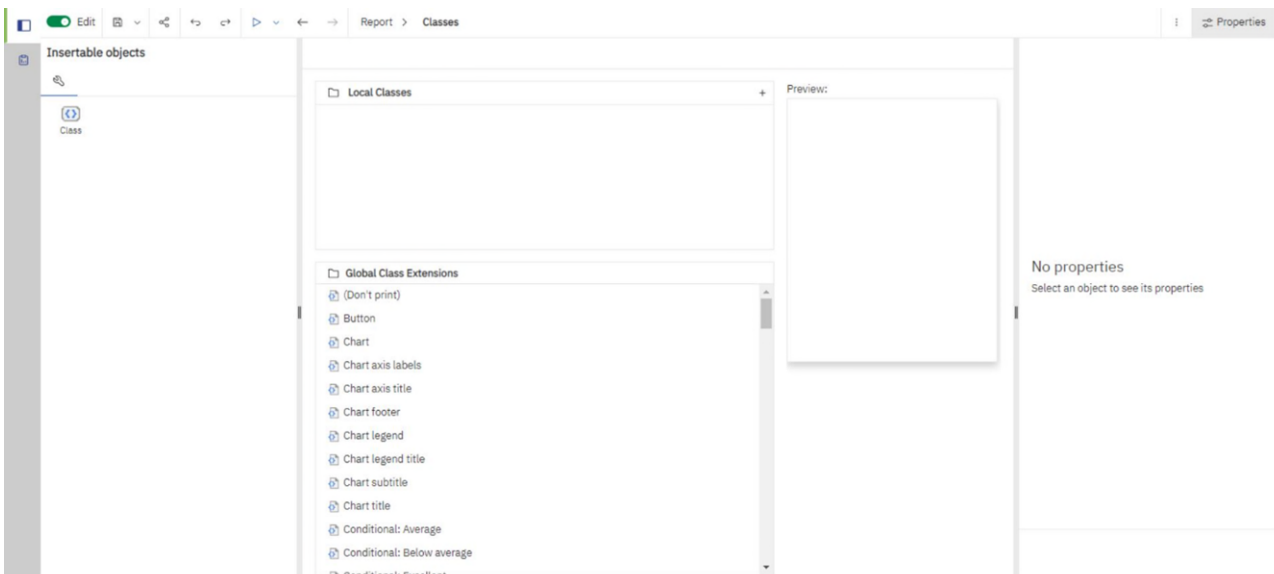 Edit
Report > Classes
Properties
Insertable objects
Class
Local Classes +
Preview:
Global Class Extensions
(Don't print)
Button
Chart
Chart axis labels
Chart axis title
Chart footer
Chart legend
Chart legend title
Chart subtitle
Chart title
Conditional: Average
Conditional: Below average
No properties
Select an object to see its properties